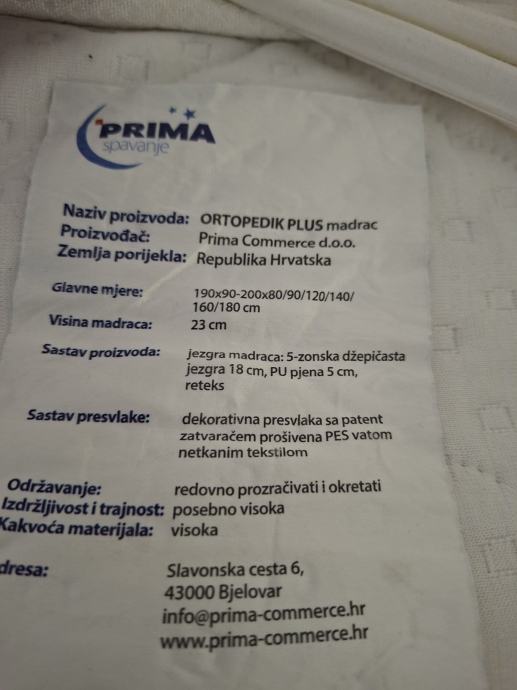 PRIMA
spavanje
Naziv proizvoda: ORTOPEDIK PLUS madrac
Proizvođač: Prima Commerce d.o.o.
Zemlja porijekla: Republika Hrvatska
Glavne mjere: 190x90-200x80/90/120/140/
160/180 cm
Visina madraca: 23 cm
Sastav proizvoda: jezgra madraca: 5-zonska džepičasta
jezgra 18 cm, PU pjena 5 cm,
reteks
Sastav presvlake: dekorativna presvlaka sa patent
zatvaračem prošivena PES vatom
netkanim tekstilom
Održavanje: redovno prozračivati i okretati
Izdržljivost i trajnost: posebno visoka
Kakvoća materijala: visoka
dresa: Slavonska cesta 6,
43000 Bjelovar
info@prima-commerce.hr
www.prima-commerce.hr